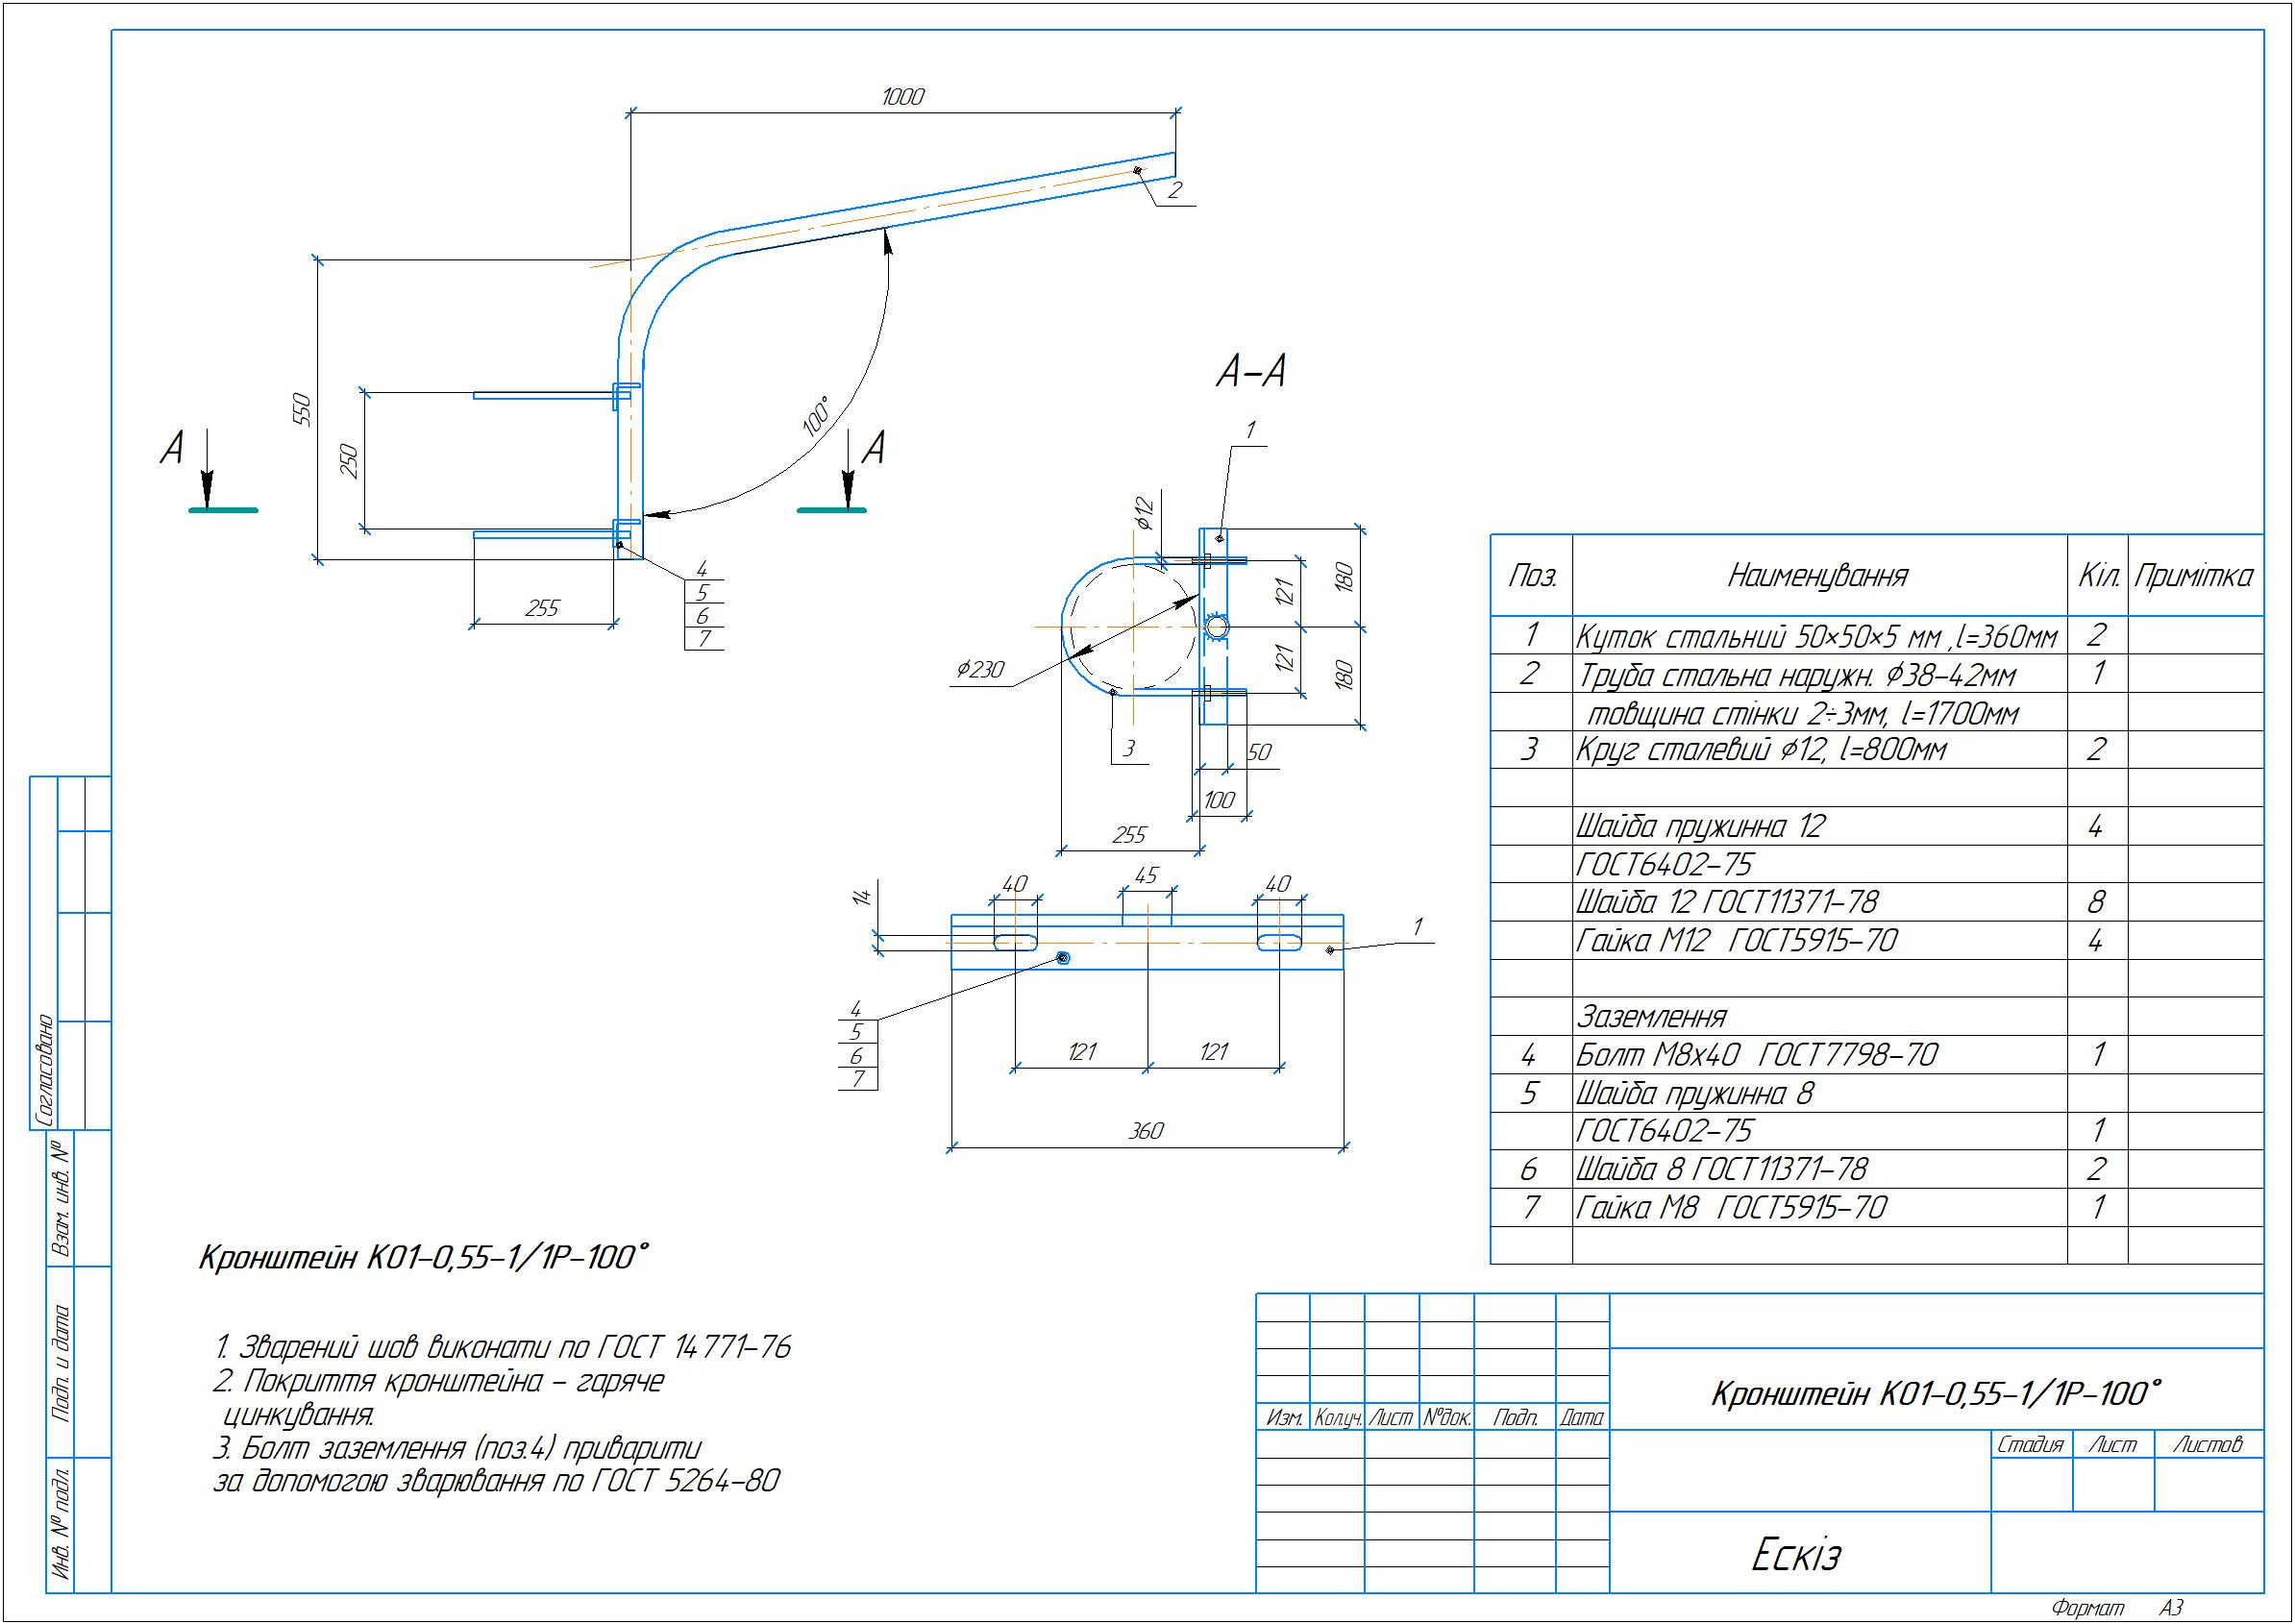 1000
2
550
250
100°
А
А
255
4
5
6
7
А-А
1
ϕ12
ϕ230
121
121
180
180
3
50
100
255
14
40
45
40
1
4
5
6
7
121
121
360
Поз. Наименування Кіл. Примітка
1 Куток стальний 50×50×5 мм ,l=360мм 2
2 Труба стальна наружн. ϕ38-42мм 1
товщина стінки 2÷3мм, l=1700мм
3 Круг сталевий ϕ12, l=800мм 2
Шайба пружинна 12 4
ГОСТ6402-75
Шайба 12 ГОСТ11371-78 8
Гайка М12 ГОСТ5915-70 4
Заземлення
4 Болт М8х40 ГОСТ7798-70 1
5 Шайба пружинна 8
ГОСТ6402-75 1
6 Шайба 8 ГОСТ11371-78 2
7 Гайка М8 ГОСТ5915-70 1
Кронштейн К01-0,55-1/1Р-100°
1. Зварений шов виконати по ГОСТ 14771-76
2. Покриття кронштейна - гаряче
цинкування.
3. Болт заземлення (поз.4) приварити
за допомогою зварювання по ГОСТ 5264-80
Согласовано
Взам. инв. №
Подп. и дата
Инв. № подл.
Изм. Кол.уч. Лист №док. Подп. Дата
Кронштейн К01-0,55-1/1Р-100°
Стадия Лист Листов
Ескіз
Формат А3